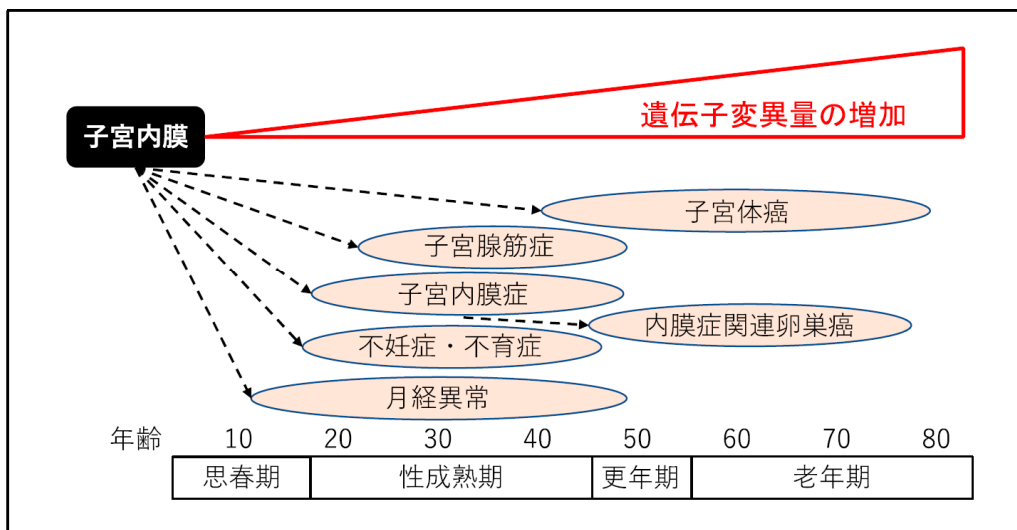 遺伝子変異量の増加
子宮内膜
子宮体癌
子宮腺筋症
子宮内膜症
内膜症関連卵巣癌
不妊症・不育症
月経異常
年齢 10 20 30 40 50 60 70 80
思春期 性成熟期 更年期 老年期